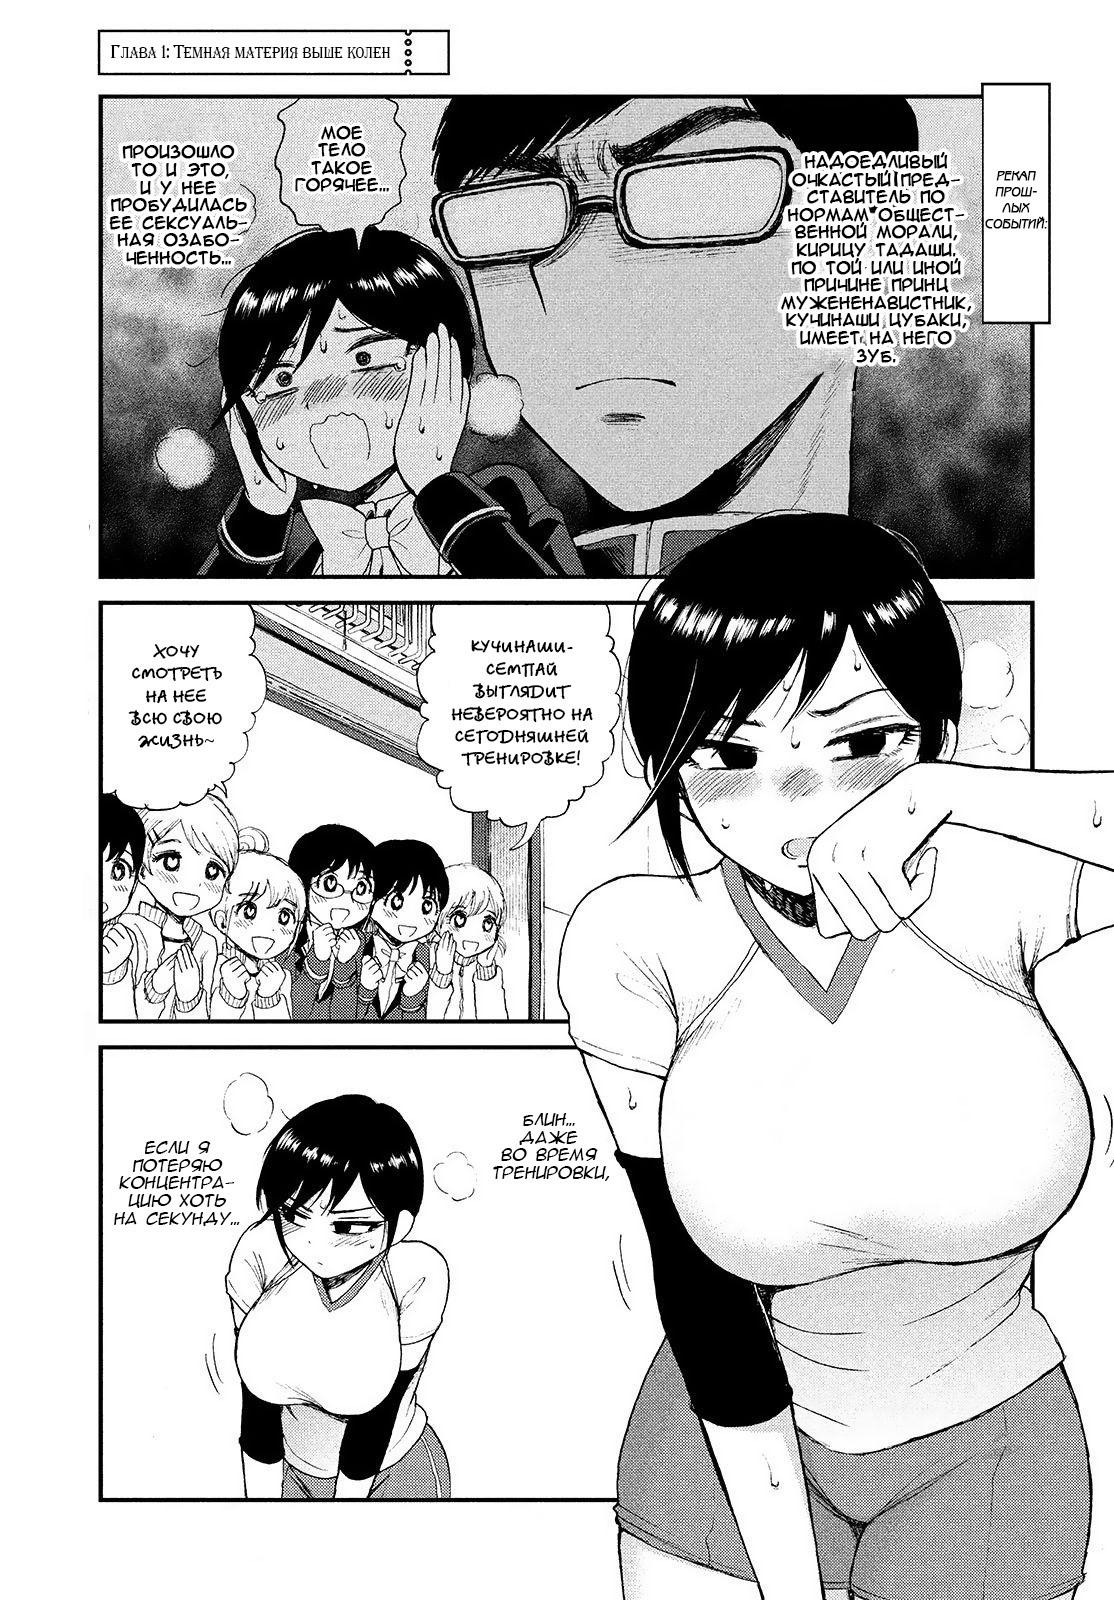 Глава 1: Темная материя выше колен
РЕКАП
ПРОШ-
ЛЫХ
СОБЫТИЙ:
НАДОЕДЛИВЫЙ
ОЧКАСТЫЙ ПРЕД-
СТАВИТЕЛЬ ПО
НОРМАМ ОБЩЕСТ-
ВЕННОЙ МОРАЛИ,
КИРИЦУ ТАДАШИ.
ПО ТОЙ ИЛИ ИНОЙ
ПРИЧИНЕ ПРИНЦ
МУЖЕНЕНАВИСТНИК,
КУЧИНАШИ ЦУБАКИ,
ИМЕЕТ НА НЕГО
ЗУБ.
МОЕ
ТЕЛО
ТАКОЕ
ГОРЯЧЕЕ...
ПРОИЗОШЛО
ТО И ЭТО,
И У НЕЕ
ПРОБУДИЛАСЬ
ЕЕ СЕКСУАЛЬ-
НАЯ ОЗАБО-
ЧЕННОСТЬ...
КУЧИНАШИ-
СЕМПАЙ
ВЫГЛЯДИТ
НЕВЕРОЯТНО НА
СЕГОДНЯШНЕЙ
ТРЕНИРОВКЕ!
ХОЧУ
СМОТРЕТЬ
НА НЕЕ
ВСЮ СВОЮ
ЖИЗНЬ~
БЛИН...
ДАЖЕ
ВО ВРЕМЯ
ТРЕНИРОВКИ,
ЕСЛИ Я
ПОТЕРЯЮ
КОНЦЕНТРА-
ЦИЮ ХОТЬ
НА СЕКУНДУ...